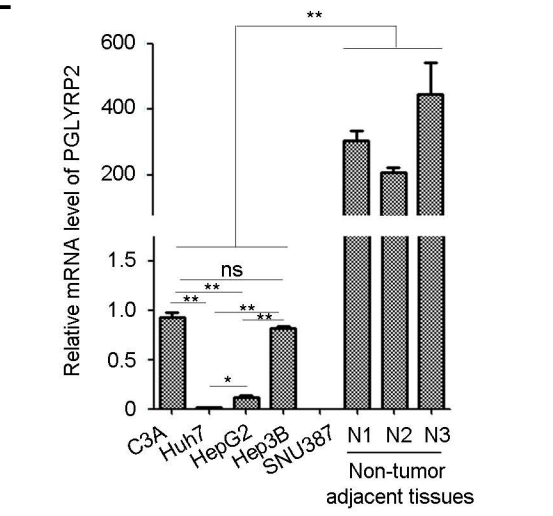 **
600
400
200
1.5
1.0
0.5
0
Relative mRNA level of PGLYRP2
ns
**
**
**
**
*
C3A
Huh7
HepG2
Hep3B
SNU387
N1 N2 N3
Non-tumor
adjacent tissues